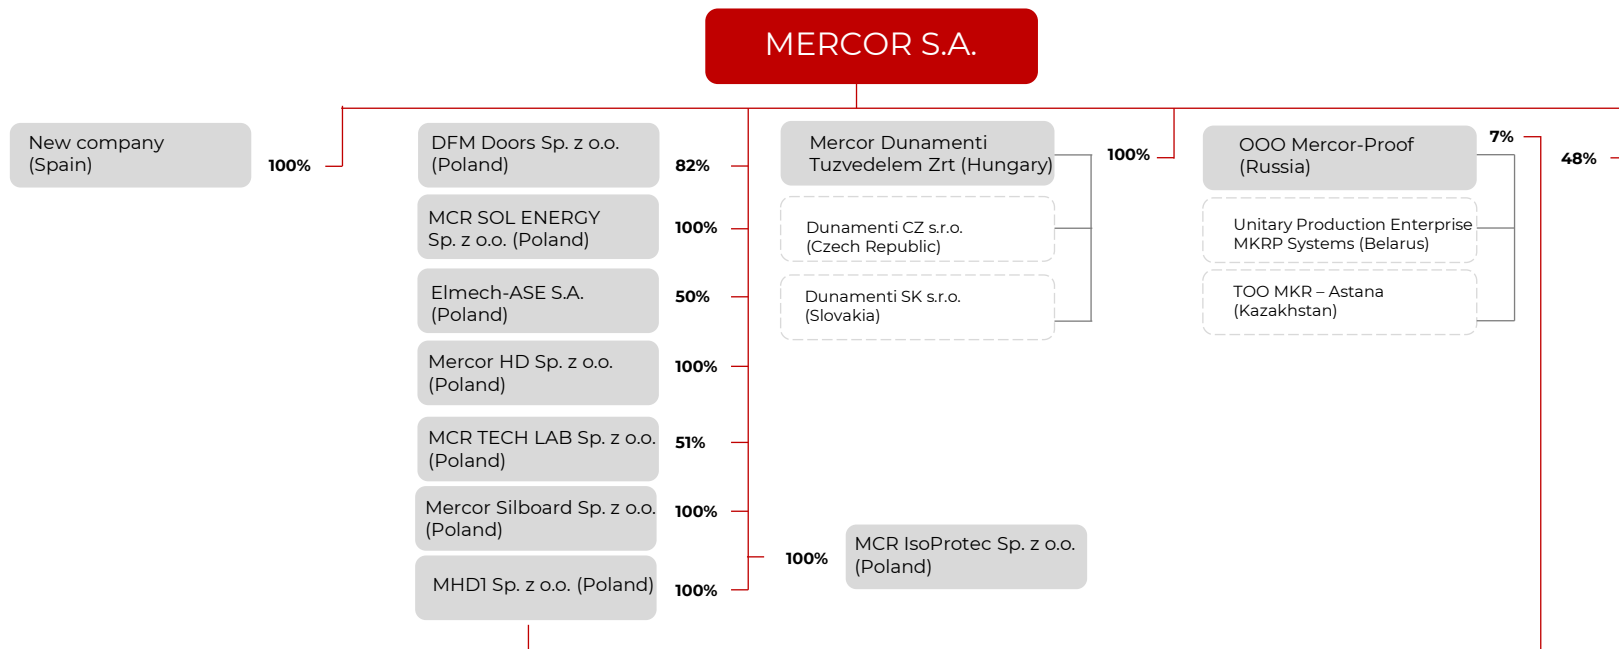 MERCOR S.A.
New company
(Spain)
100%
DFM Doors Sp. z o.o.
(Poland)
82%
MCR SOL ENERGY
Sp. z o.o. (Poland)
100%
Elmech-ASE S.A.
(Poland)
50%
Mercor HD Sp. z o.o.
(Poland)
100%
MCR TECH LAB Sp. z o.o.
(Poland)
51%
Mercor Silboard Sp. z o.o.
(Poland)
100%
MHD1 Sp. z o.o. (Poland)
100%
100%
MCR IsoProtec Sp. z o.o.
(Poland)
Mercor Dunamenti
Tuzvedelem Zrt (Hungary)
100%
Dunamenti CZ s.r.o.
(Czech Republic)
Dunamenti SK s.r.o.
(Slovakia)
OOO Mercor-Proof
(Russia)
7%
48%
Unitary Production Enterprise
MKRP Systems (Belarus)
TOO MKR – Astana
(Kazakhstan)